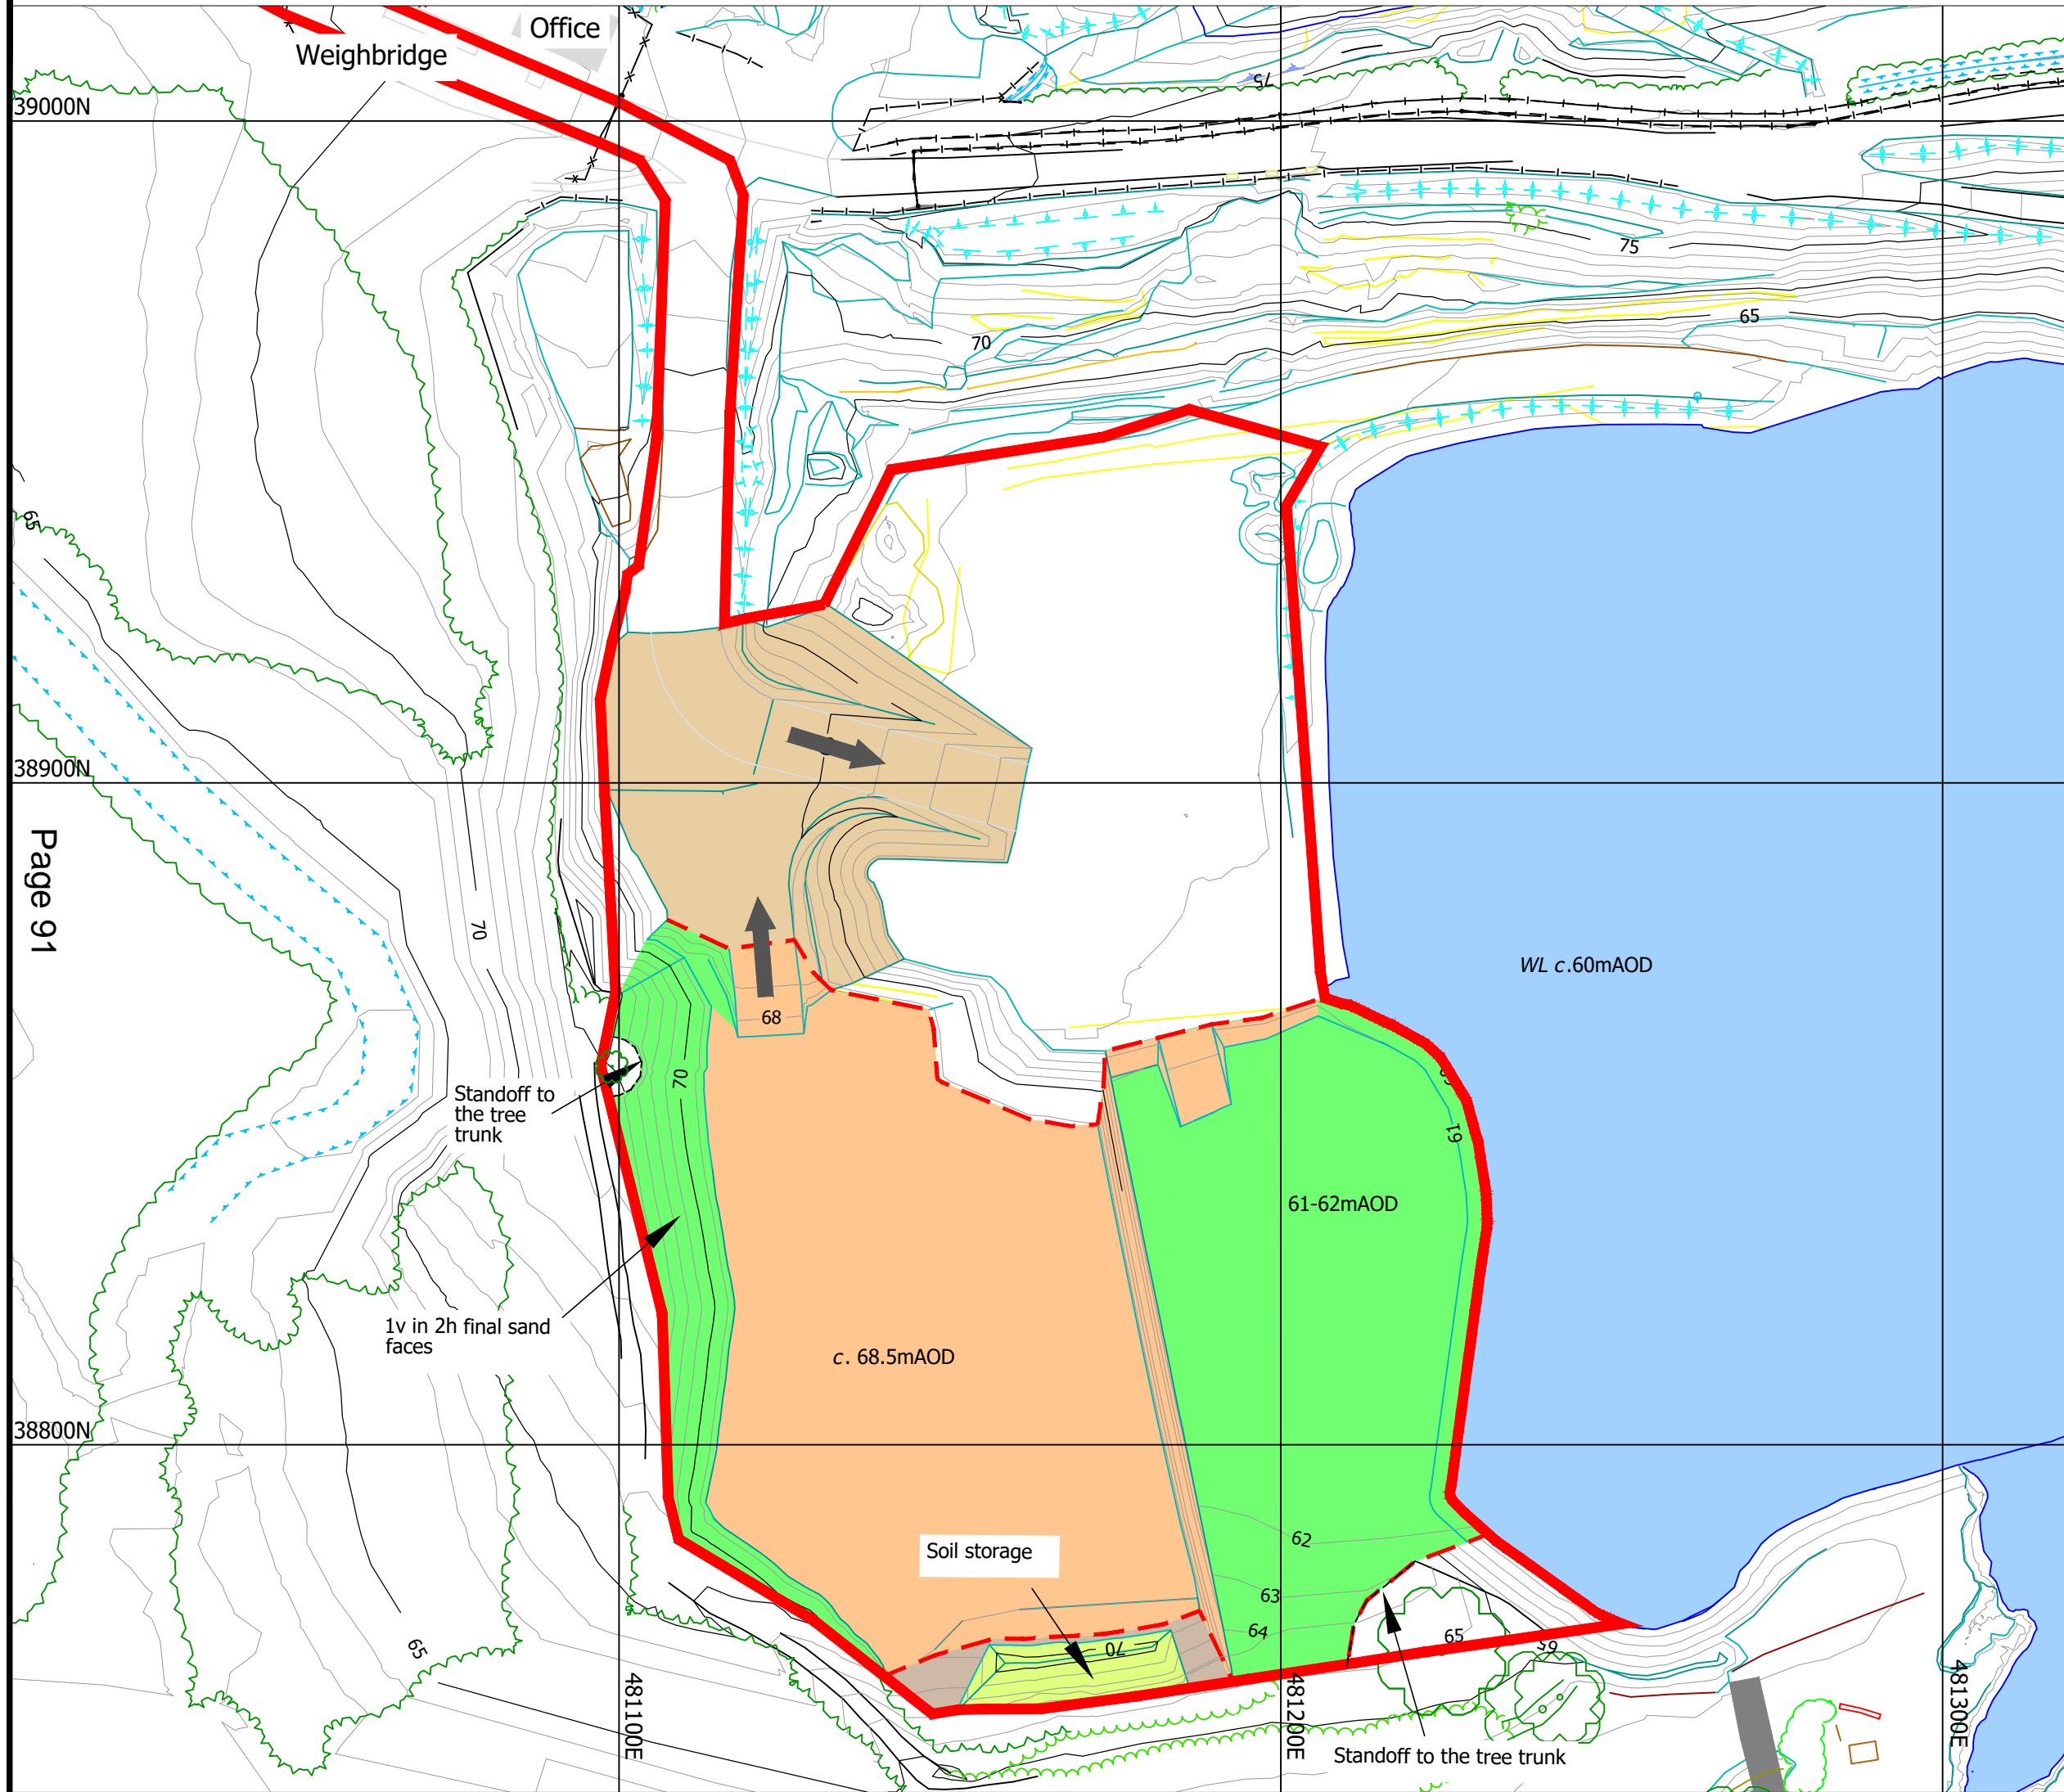 Office
Weighbridge
75
39000N
75
65
70
65
38900N
Page 91
70
WL c.60mAOD
68
70
Standoff to
the tree
trunk
61
61-62mAOD
1v in 2h final sand
faces
c. 68.5mAOD
38800N
62
Soil storage
63
64
65
65
70
65
481100E
481200E
481300E
Standoff to the tree trunk